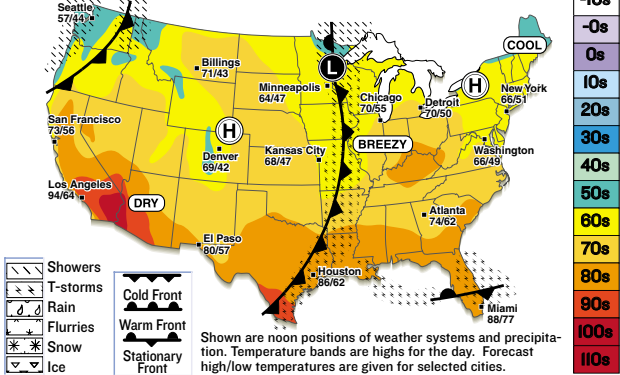 Seattle
57/44
Billings
71/43
Minneapolis
64/47
L
COOL
H
New York
66/51
Chicago
70/55
Detroit
70/50
San Francisco
73/56
H
Denver
69/42
Kansas City
68/47
BREEZY
Washington
66/49
Los Angeles
94/64
DRY
Atlanta
74/62
El Paso
80/57
Houston
86/62
Miami
88/77
Showers
T-storms
Rain
Flurries
Snow
Ice
Cold Front
Warm Front
Stationary
Front
Shown are noon positions of weather systems and precipita-
tion. Temperature bands are highs for the day. Forecast
high/low temperatures are given for selected cities.
-10s
-0s
0s
10s
20s
30s
40s
50s
60s
70s
80s
90s
100s
110s